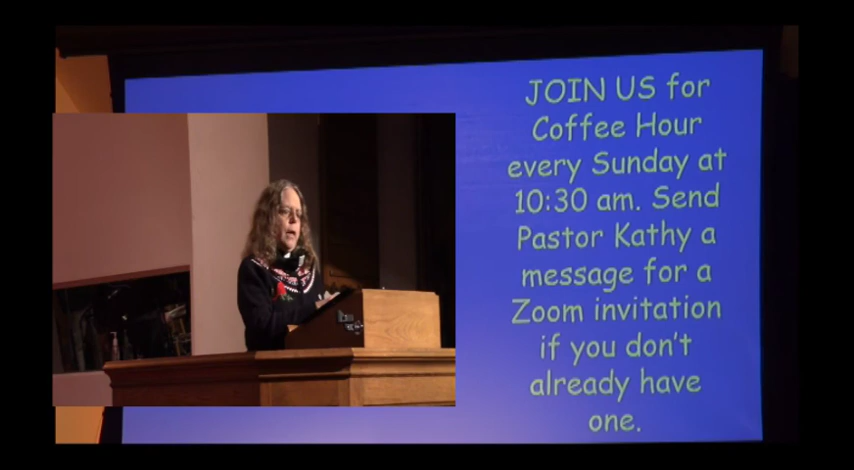 JOIN US for
Coffee Hour
every Sunday at
10:30 am. Send
Pastor Kathy a
message for a
Zoom invitation
if you don't
already have
one.